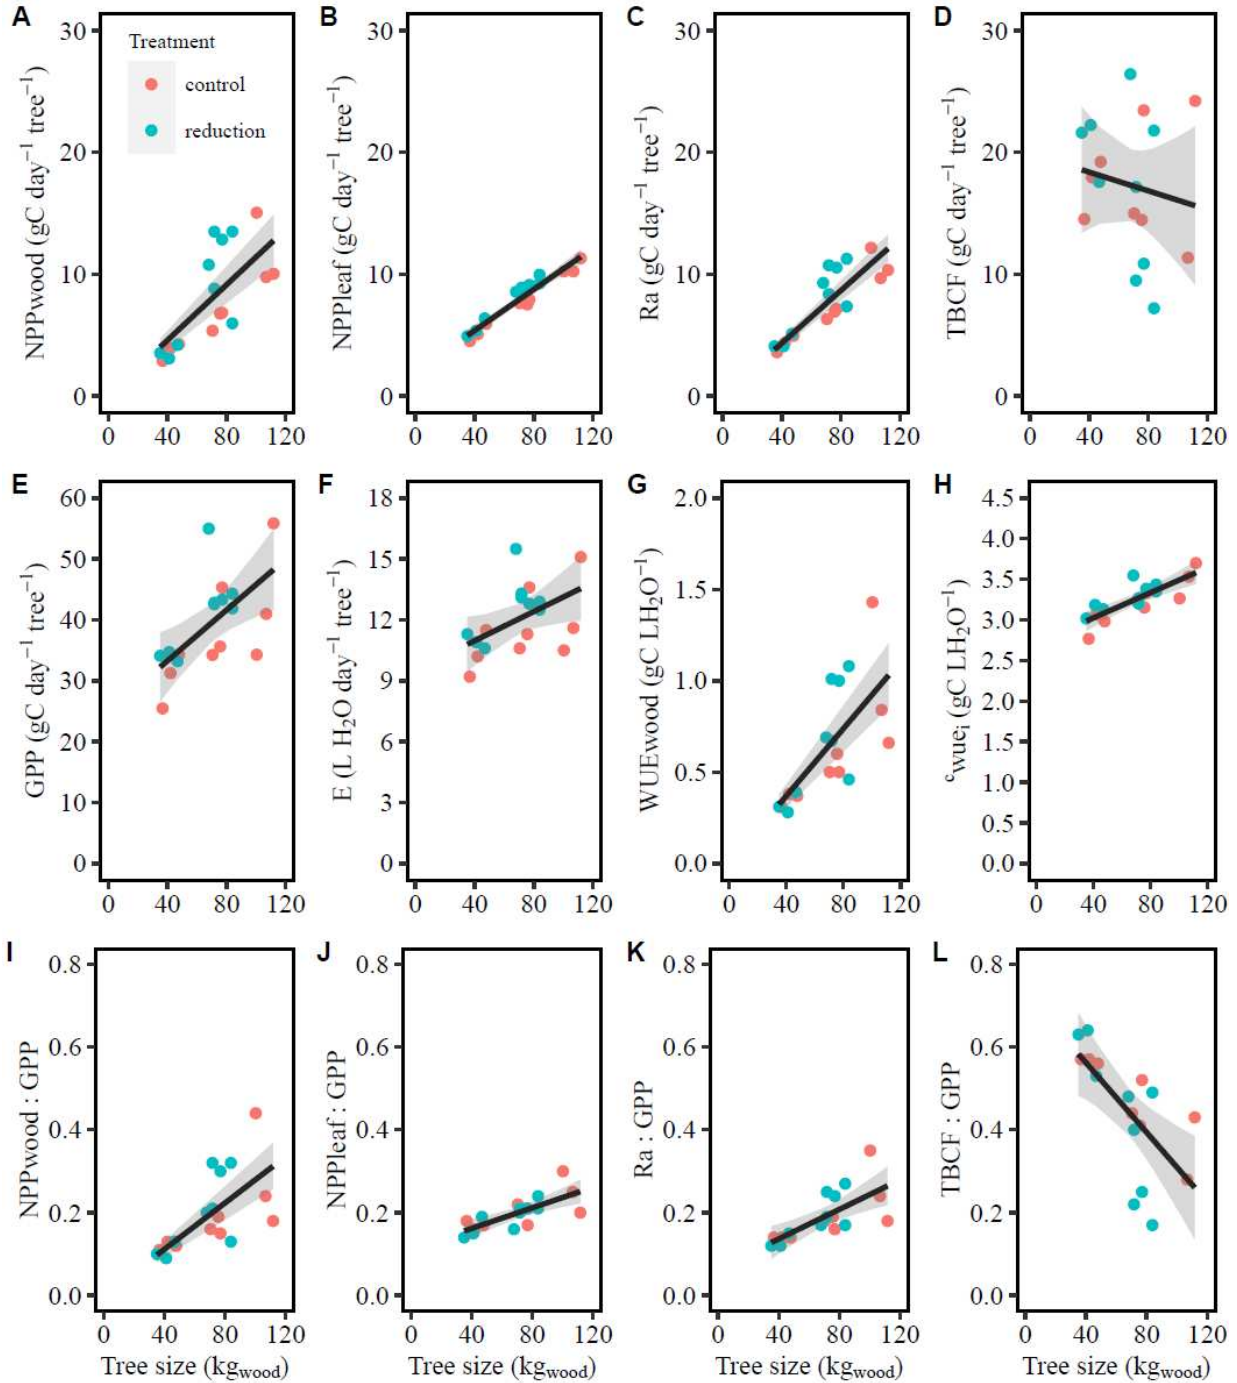 A B C D
Treatment
control
reduction
NPPwood (gC day⁻¹ tree⁻¹)
30
20
10
0
0 40 80 120
NPPleaf (gC day⁻¹ tree⁻¹)
30
20
10
0
0 40 80 120
Ra (gC day⁻¹ tree⁻¹)
30
20
10
0
0 40 80 120
TBCF (gC day⁻¹ tree⁻¹)
30
20
10
0
0 40 80 120
E F G H
GPP (gC day⁻¹ tree⁻¹)
60
50
40
30
20
10
0
0 40 80 120
E (L H₂O day⁻¹ tree⁻¹)
18
15
12
9
6
3
0
0 40 80 120
WUEwood (gC LH₂O⁻¹)
2.0
1.5
1.0
0.5
0.0
0 40 80 120
ᶜwueᵢ (gC LH₂O⁻¹)
4.5
4.0
3.5
3.0
2.5
2.0
1.5
1.0
0.5
0.0
0 40 80 120
I J K L
NPPwood : GPP
0.8
0.6
0.4
0.2
0.0
0 40 80 120
Tree size (kgwood)
NPPleaf : GPP
0.8
0.6
0.4
0.2
0.0
0 40 80 120
Tree size (kgwood)
Ra : GPP
0.8
0.6
0.4
0.2
0.0
0 40 80 120
Tree size (kgwood)
TBCF : GPP
0.8
0.6
0.4
0.2
0.0
0 40 80 120
Tree size (kgwood)